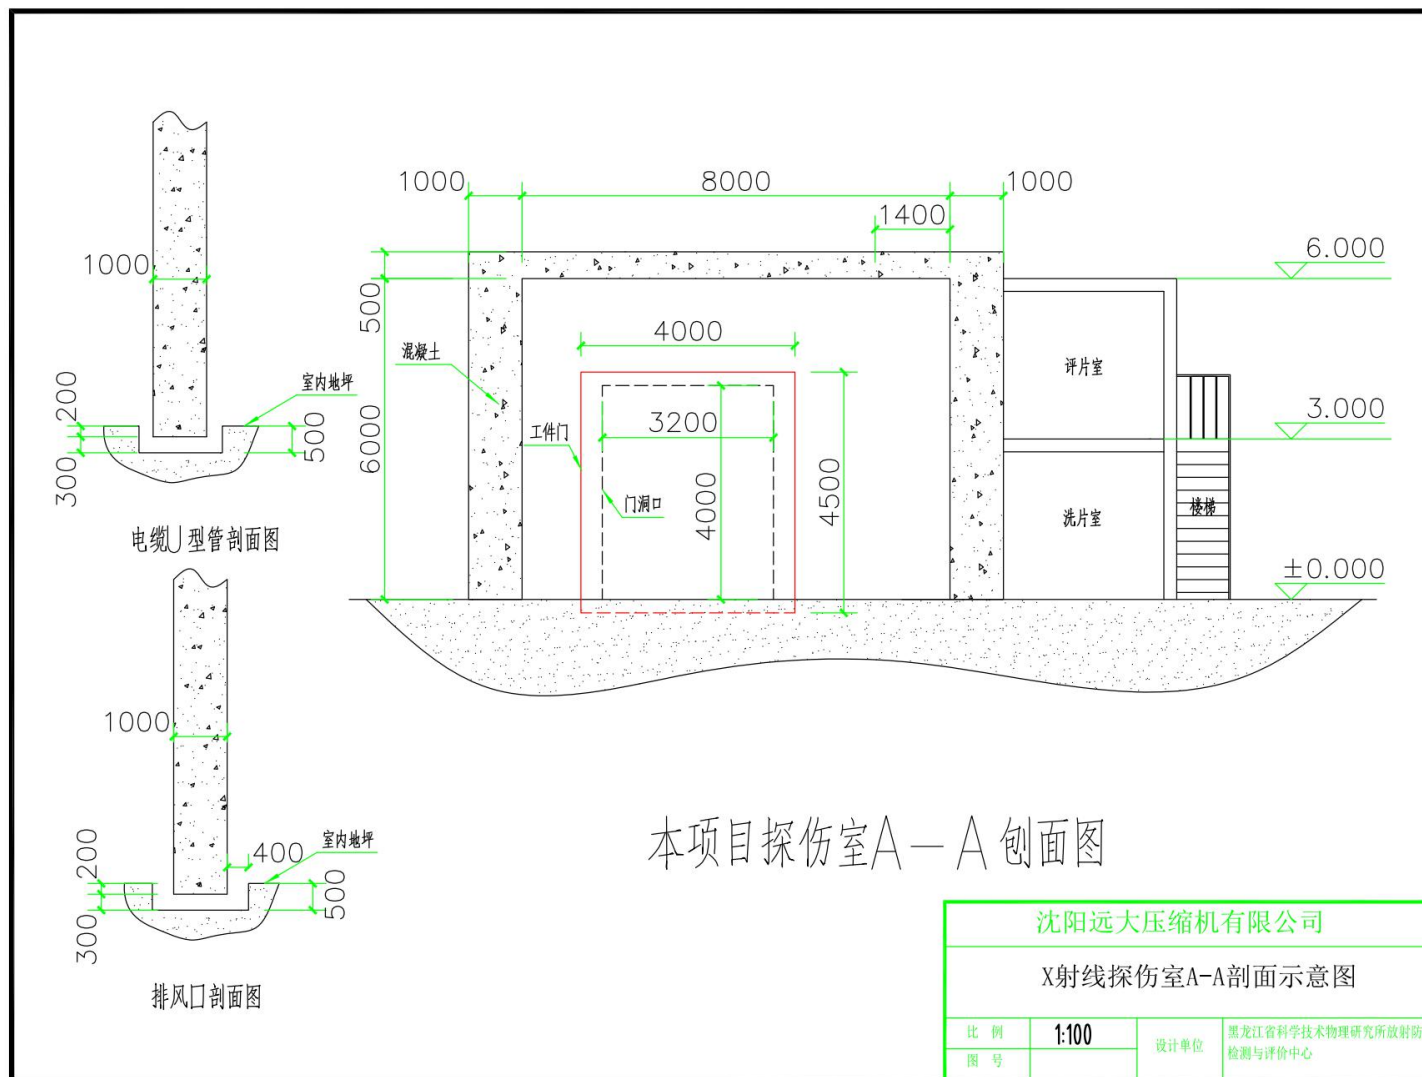 1000
8000
1000
1400
6.000
1000
500
4000
混凝土
评片室
200
室内地坪
3.000
6000
3200
工件门
500
300
4000
4500
门洞口
洗片室
楼梯
电缆U型管剖面图
±0.000
1000
200
室内地坪
400
500
300
排风口剖面图
本项目探伤室A—A刨面图
沈阳远大压缩机有限公司
X射线探伤室A-A剖面示意图
比 例
1:100
设计单位
黑龙江省科学技术物理研究所放射防
检测与评价中心
图 号